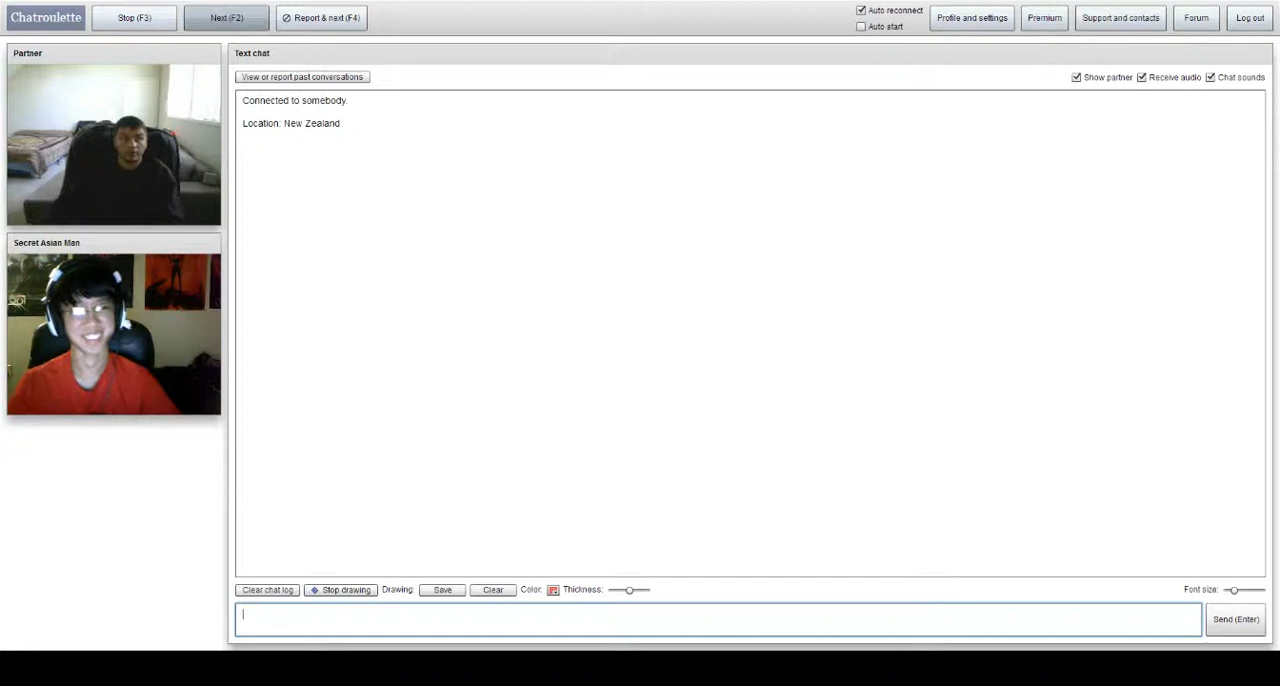 Chatroulette
Stop (F3)
Next (F2)
Report & next (F4)
Auto reconnect
Auto start
Profile and settings
Premium
Support and contacts
Forum
Log out
Partner
Secret Asian Man
Text chat
View or report past conversations
Show partner
Receive audio
Chat sounds
Connected to somebody.
Location: New Zealand
Clear chat log
Stop drawing
Drawing:
Save
Clear
Color:
Thickness:
Font size:
Send (Enter)